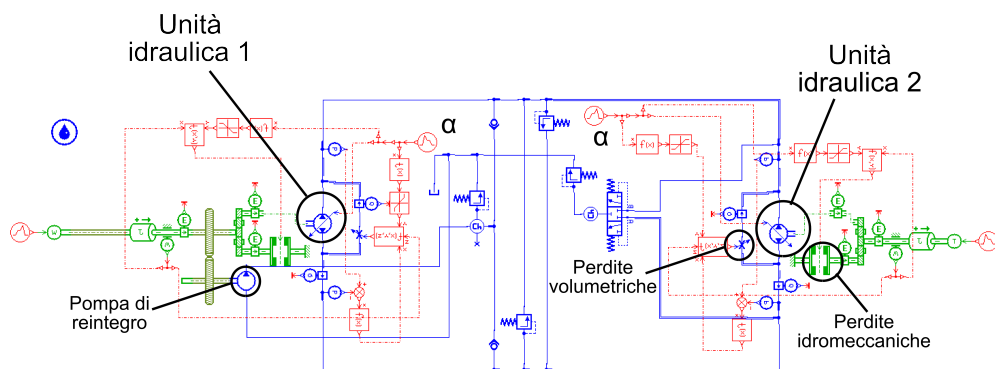 Unità
idraulica 1
Unità
idraulica 2
α
α
Pompa di
reintegro
Perdite
volumetriche
Perdite
idromeccaniche